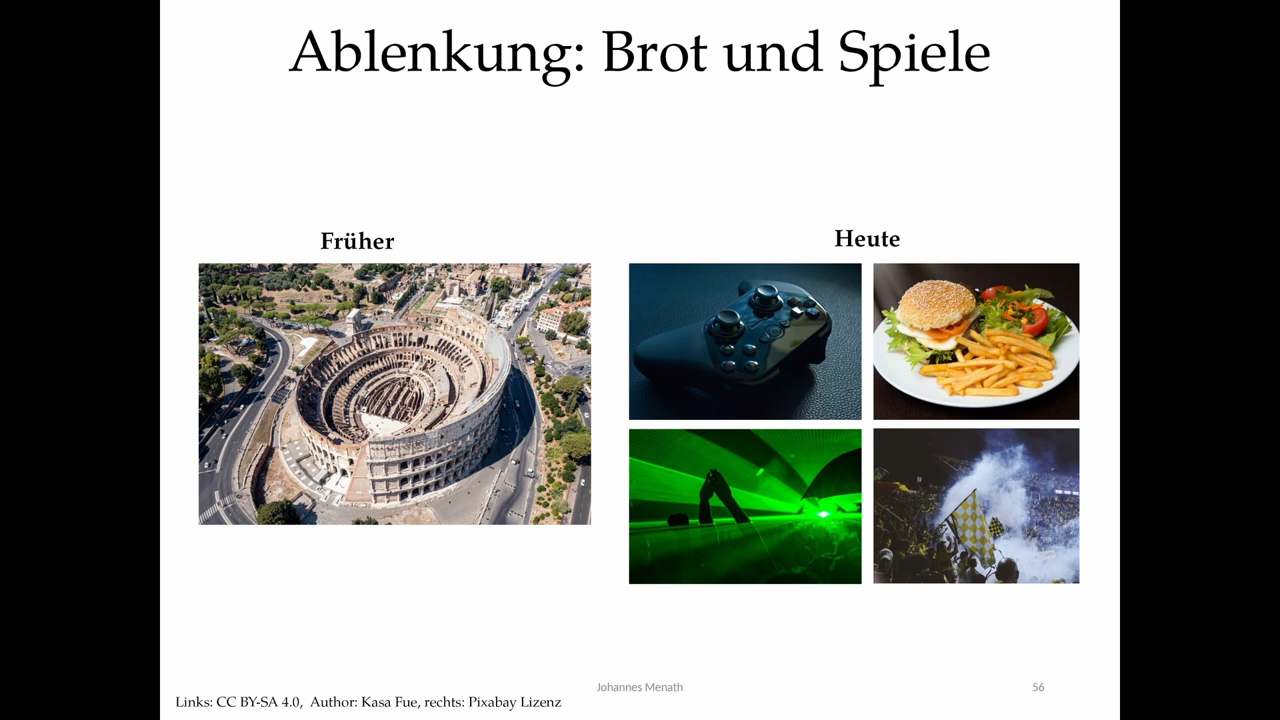 Ablenkung: Brot und Spiele
Früher
Heute
Johannes Menath
56
Links: CC BY-SA 4.0,  Author: Kasa Fue, rechts: Pixabay Lizenz